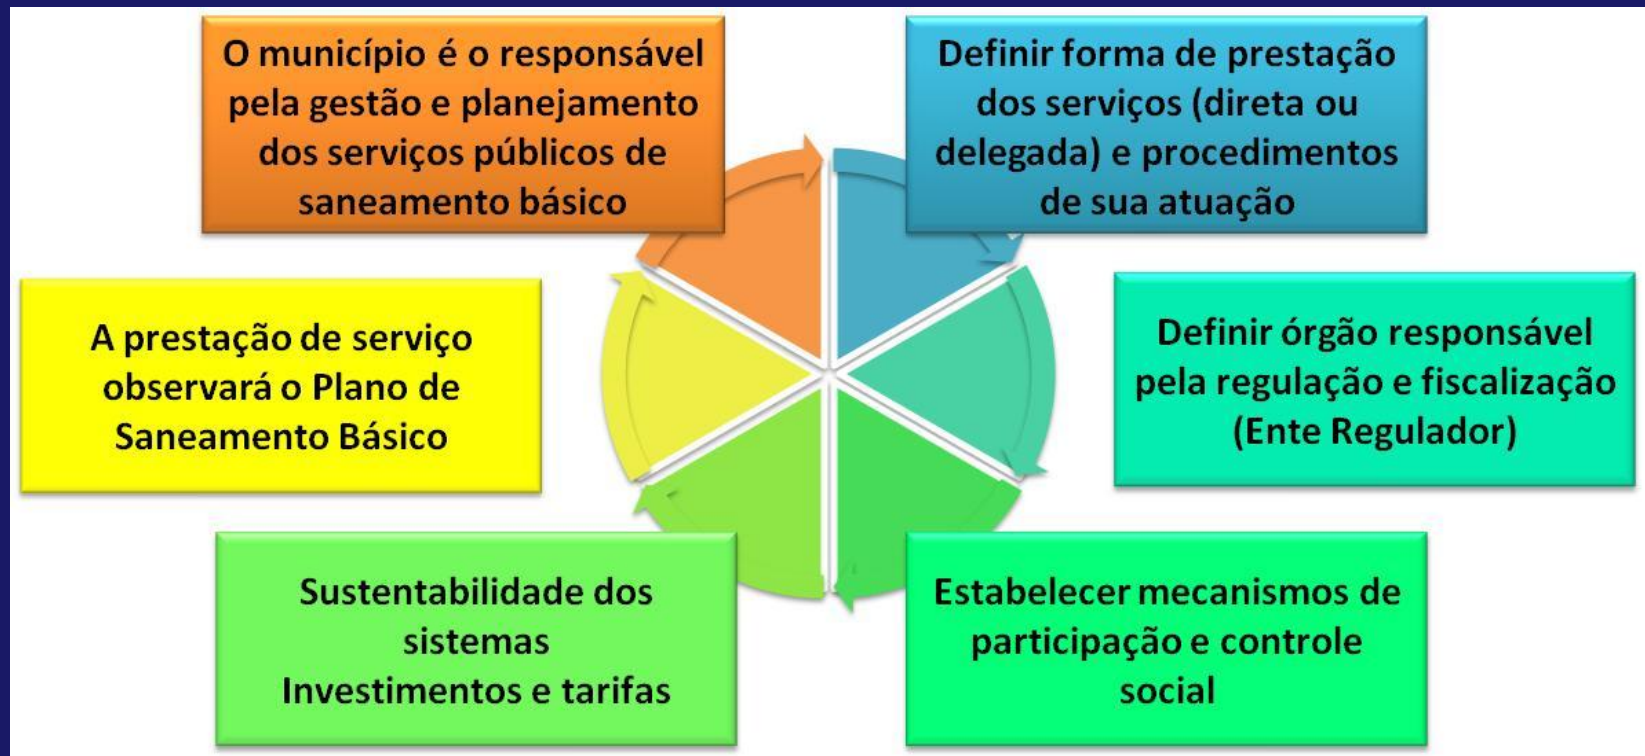 O município é o responsável
pela gestão e planejamento
dos serviços públicos de
saneamento básico
Definir forma de prestação
dos serviços (direta ou
delegada) e procedimentos
de sua atuação
Definir órgão responsável
pela regulação e fiscalização
(Ente Regulador)
Estabelecer mecanismos de
participação e controle
social
Sustentabilidade dos
sistemas
Investimentos e tarifas
A prestação de serviço
observará o Plano de
Saneamento Básico